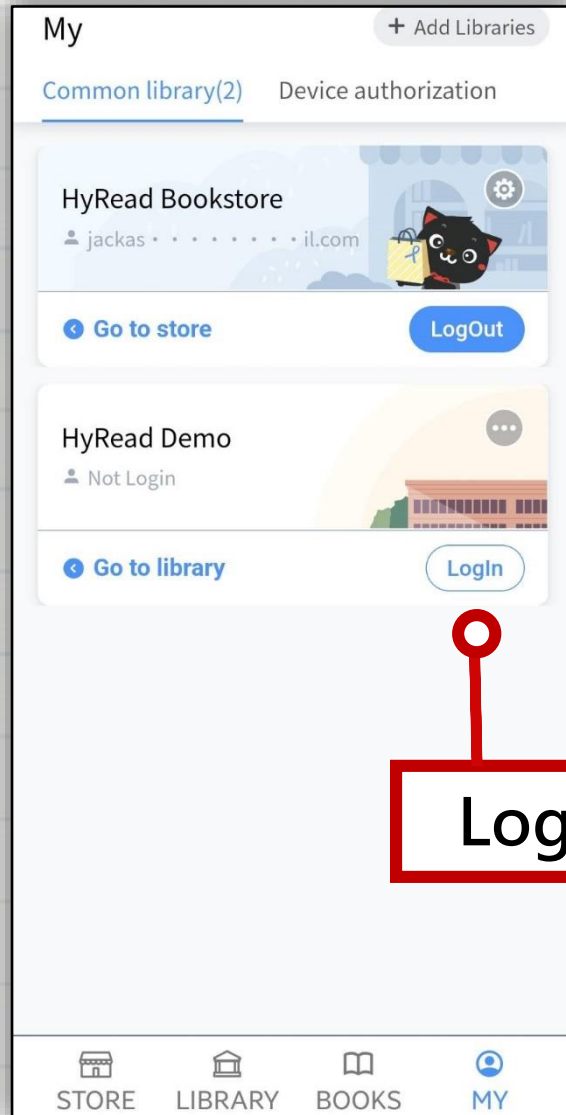 My
+ Add Libraries
Common library(2) Device authorization
HyRead Bookstore
jackas · · · · · · · · il.com
Go to store
LogOut
HyRead Demo
Not Login
Go to library
LogIn
Log
STORE LIBRARY BOOKS MY